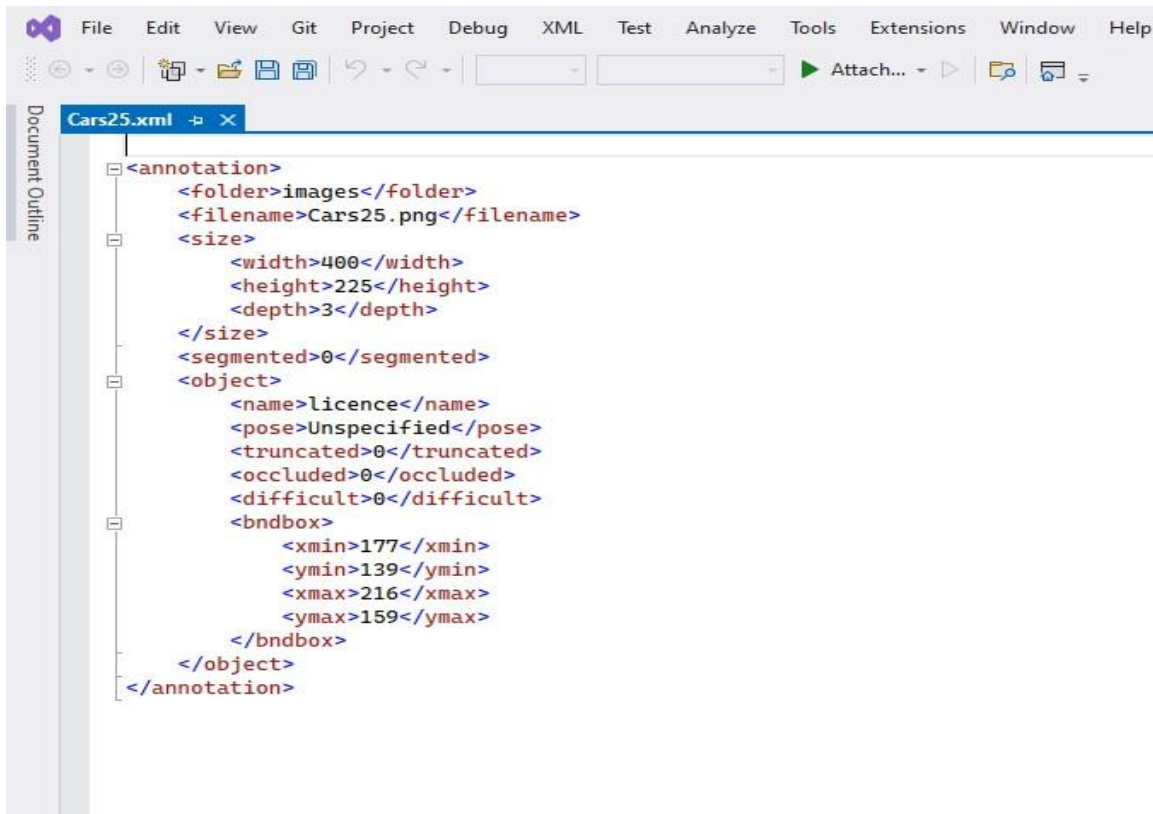 File Edit View Git Project Debug XML Test Analyze Tools Extensions Window Help
Attach...
Document Outline
Cars25.xml
<annotation>
    <folder>images</folder>
    <filename>Cars25.png</filename>
    <size>
        <width>400</width>
        <height>225</height>
        <depth>3</depth>
    </size>
    <segmented>0</segmented>
    <object>
        <name>licence</name>
        <pose>Unspecified</pose>
        <truncated>0</truncated>
        <occluded>0</occluded>
        <difficult>0</difficult>
        <bndbox>
            <xmin>177</xmin>
            <ymin>139</ymin>
            <xmax>216</xmax>
            <ymax>159</ymax>
        </bndbox>
    </object>
</annotation>